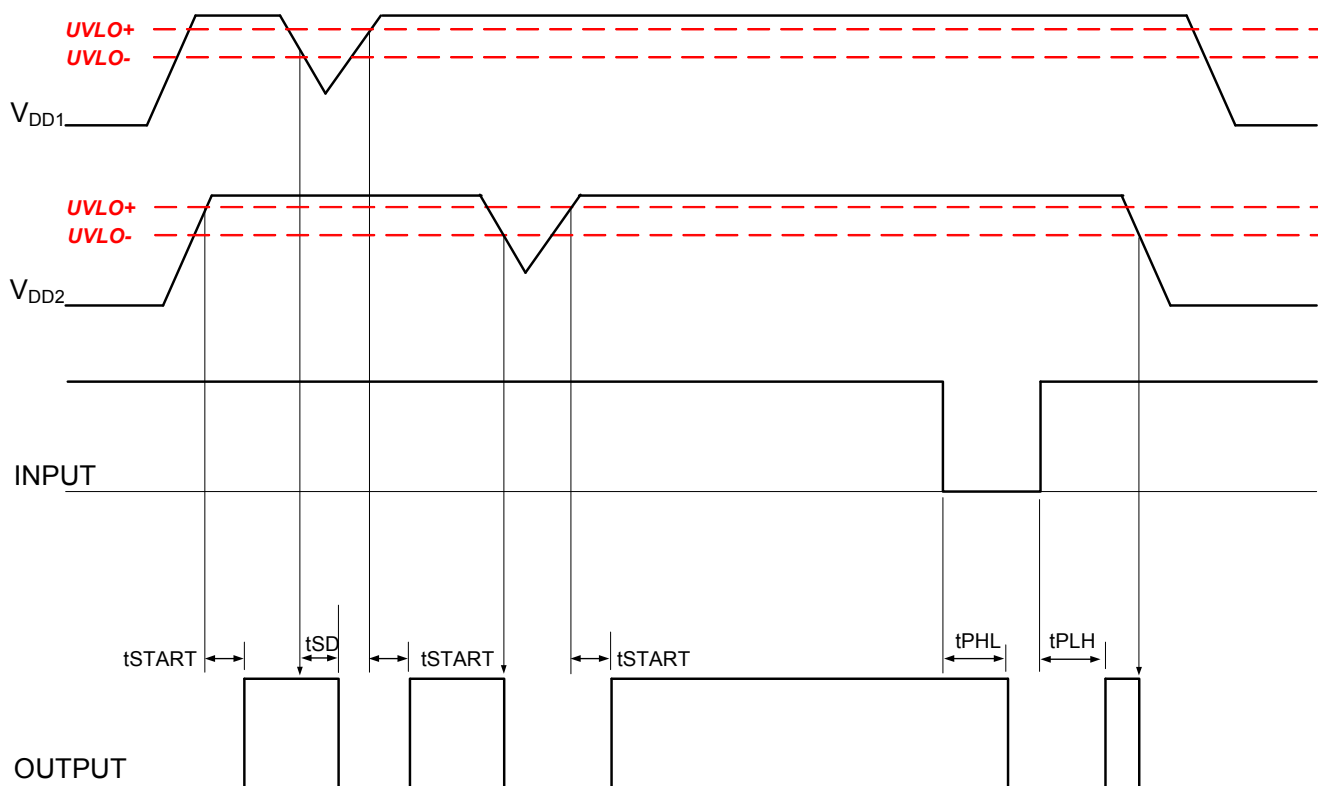 UVLO+
UVLO-
VDD1
UVLO+
UVLO-
VDD2
INPUT
tSTART
tSD
tSTART
tSTART
tPHL
tPLH
OUTPUT